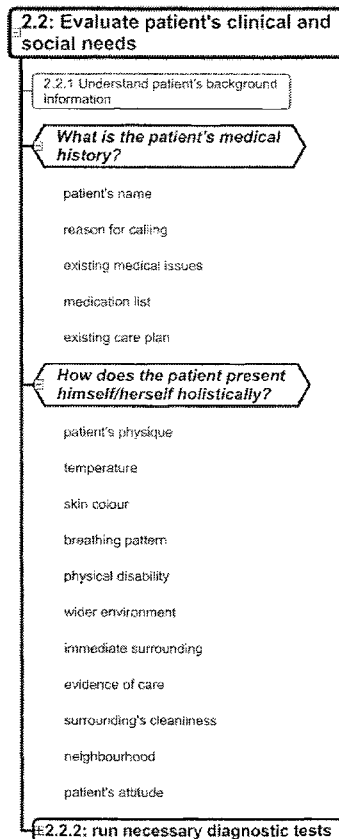 2.2: Evaluate patient's clinical and
social needs
2.2.1 Understand patient's background
information
What is the patient's medical
history?
patient's name
reason for calling
existing medical issues
medication list
existing care plan
How does the patient present
himself/herself holistically?
patient's physique
temperature
skin colour
breathing pattern
physical disability
wider environment
immediate surrounding
evidence of care
surrounding's cleanliness
neighbourhood
patient's attitude
2.2.2: run necessary diagnostic tests